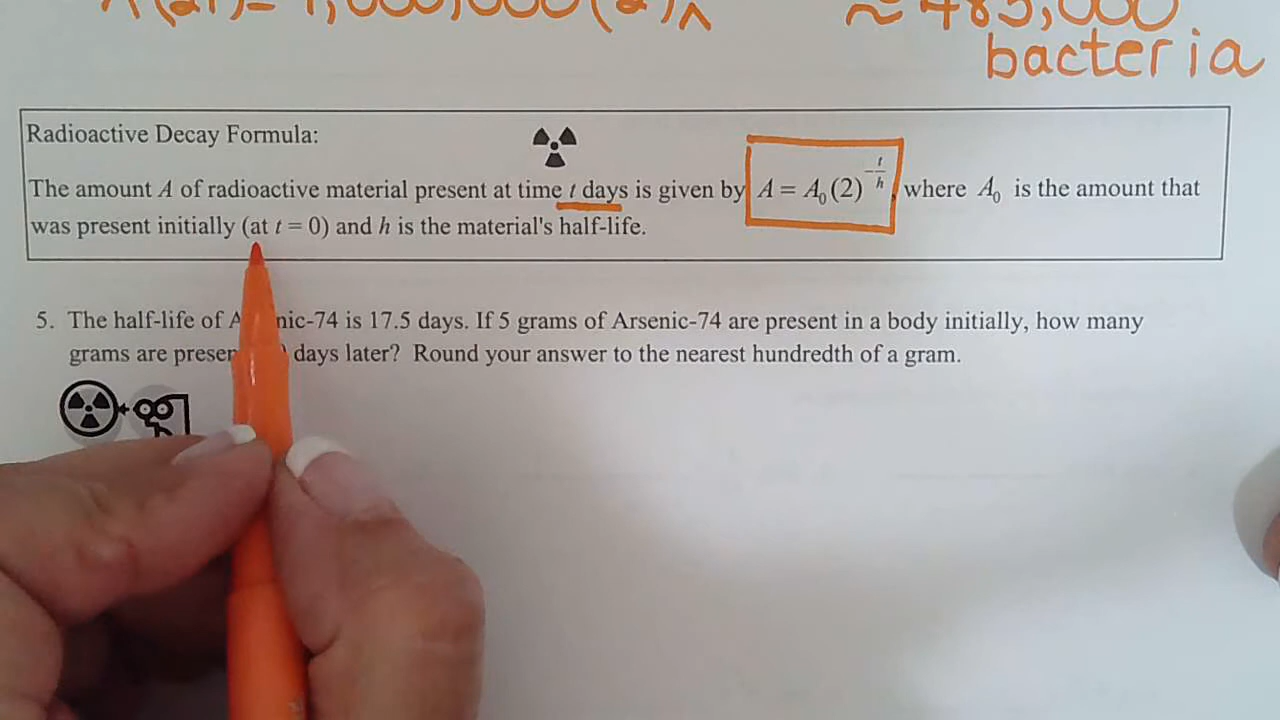 ≈ 485,000
bacteria
Radioactive Decay Formula:
The amount A of radioactive material present at time t days is given by A = A₀(2)^(-t/h), where A₀ is the amount that
was present initially (at t = 0) and h is the material's half-life.
5. The half-life of nic-74 is 17.5 days. If 5 grams of Arsenic-74 are present in a body initially, how many
grams are days later? Round your answer to the nearest hundredth of a gram.